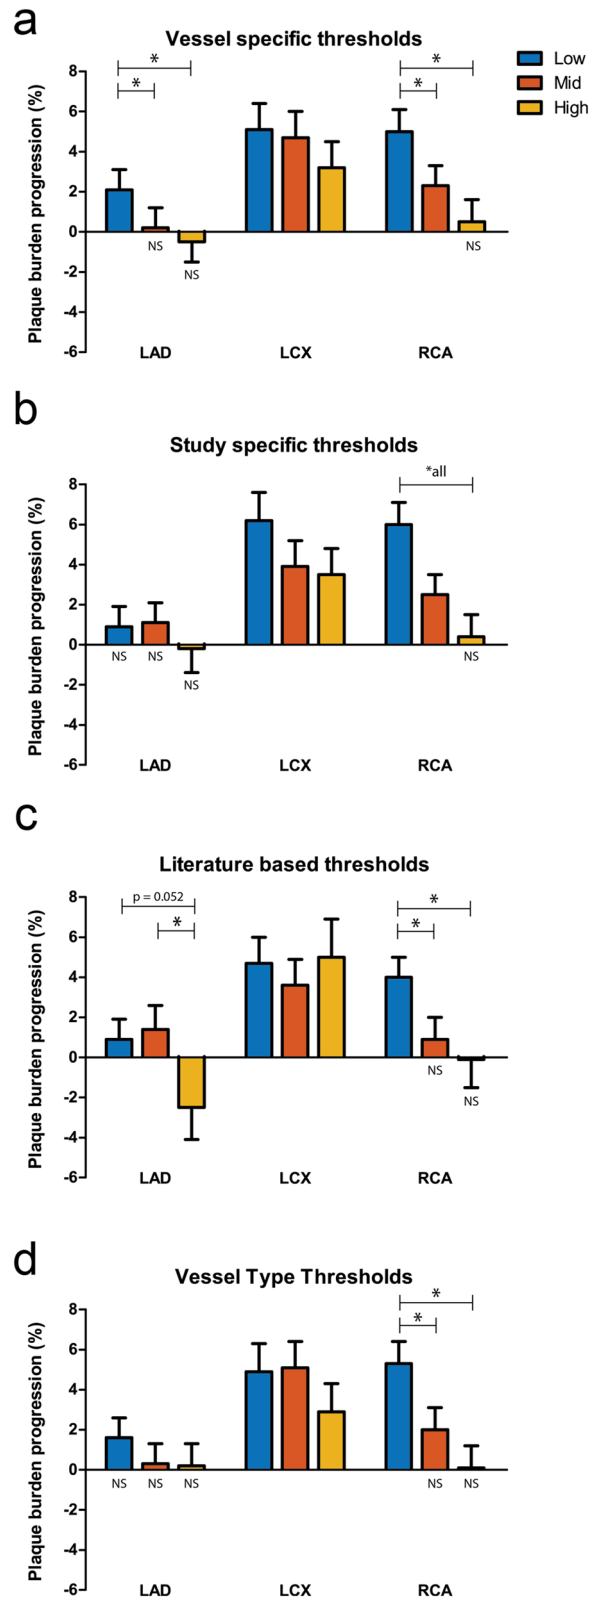 a
Vessel specific thresholds
Low
Mid
High
*
*
*
*
Plaque burden progression (%)
8
6
4
2
0
-2
-4
-6
NS
NS
NS
LAD
LCX
RCA
b
Study specific thresholds
*all
Plaque burden progression (%)
8
6
4
2
0
-2
-4
-6
NS
NS
NS
NS
LAD
LCX
RCA
c
Literature based thresholds
p = 0.052
*
*
*
Plaque burden progression (%)
8
6
4
2
0
-2
-4
-6
NS
NS
LAD
LCX
RCA
d
Vessel Type Thresholds
*
*
Plaque burden progression (%)
8
6
4
2
0
-2
-4
-6
NS
NS
NS
NS
NS
LAD
LCX
RCA